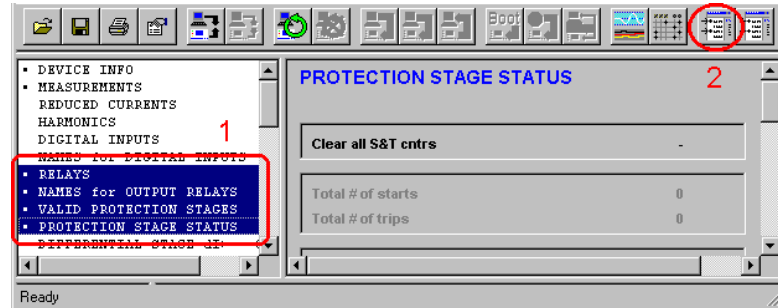 Boot
DEVICE INFO
MEASUREMENTS
REDUCED CURRENTS
HARMONICS
DIGITAL INPUTS
1
NAMES for DIGITAL INPUTS
RELAYS
NAMES for OUTPUT RELAYS
VALID PROTECTION STAGES
PROTECTION STAGE STATUS
DIFFERENTIAL STAGE
PROTECTION STAGE STATUS
2
Clear all S&T cntrs -
Total # of starts 0
Total # of trips 0
Ready